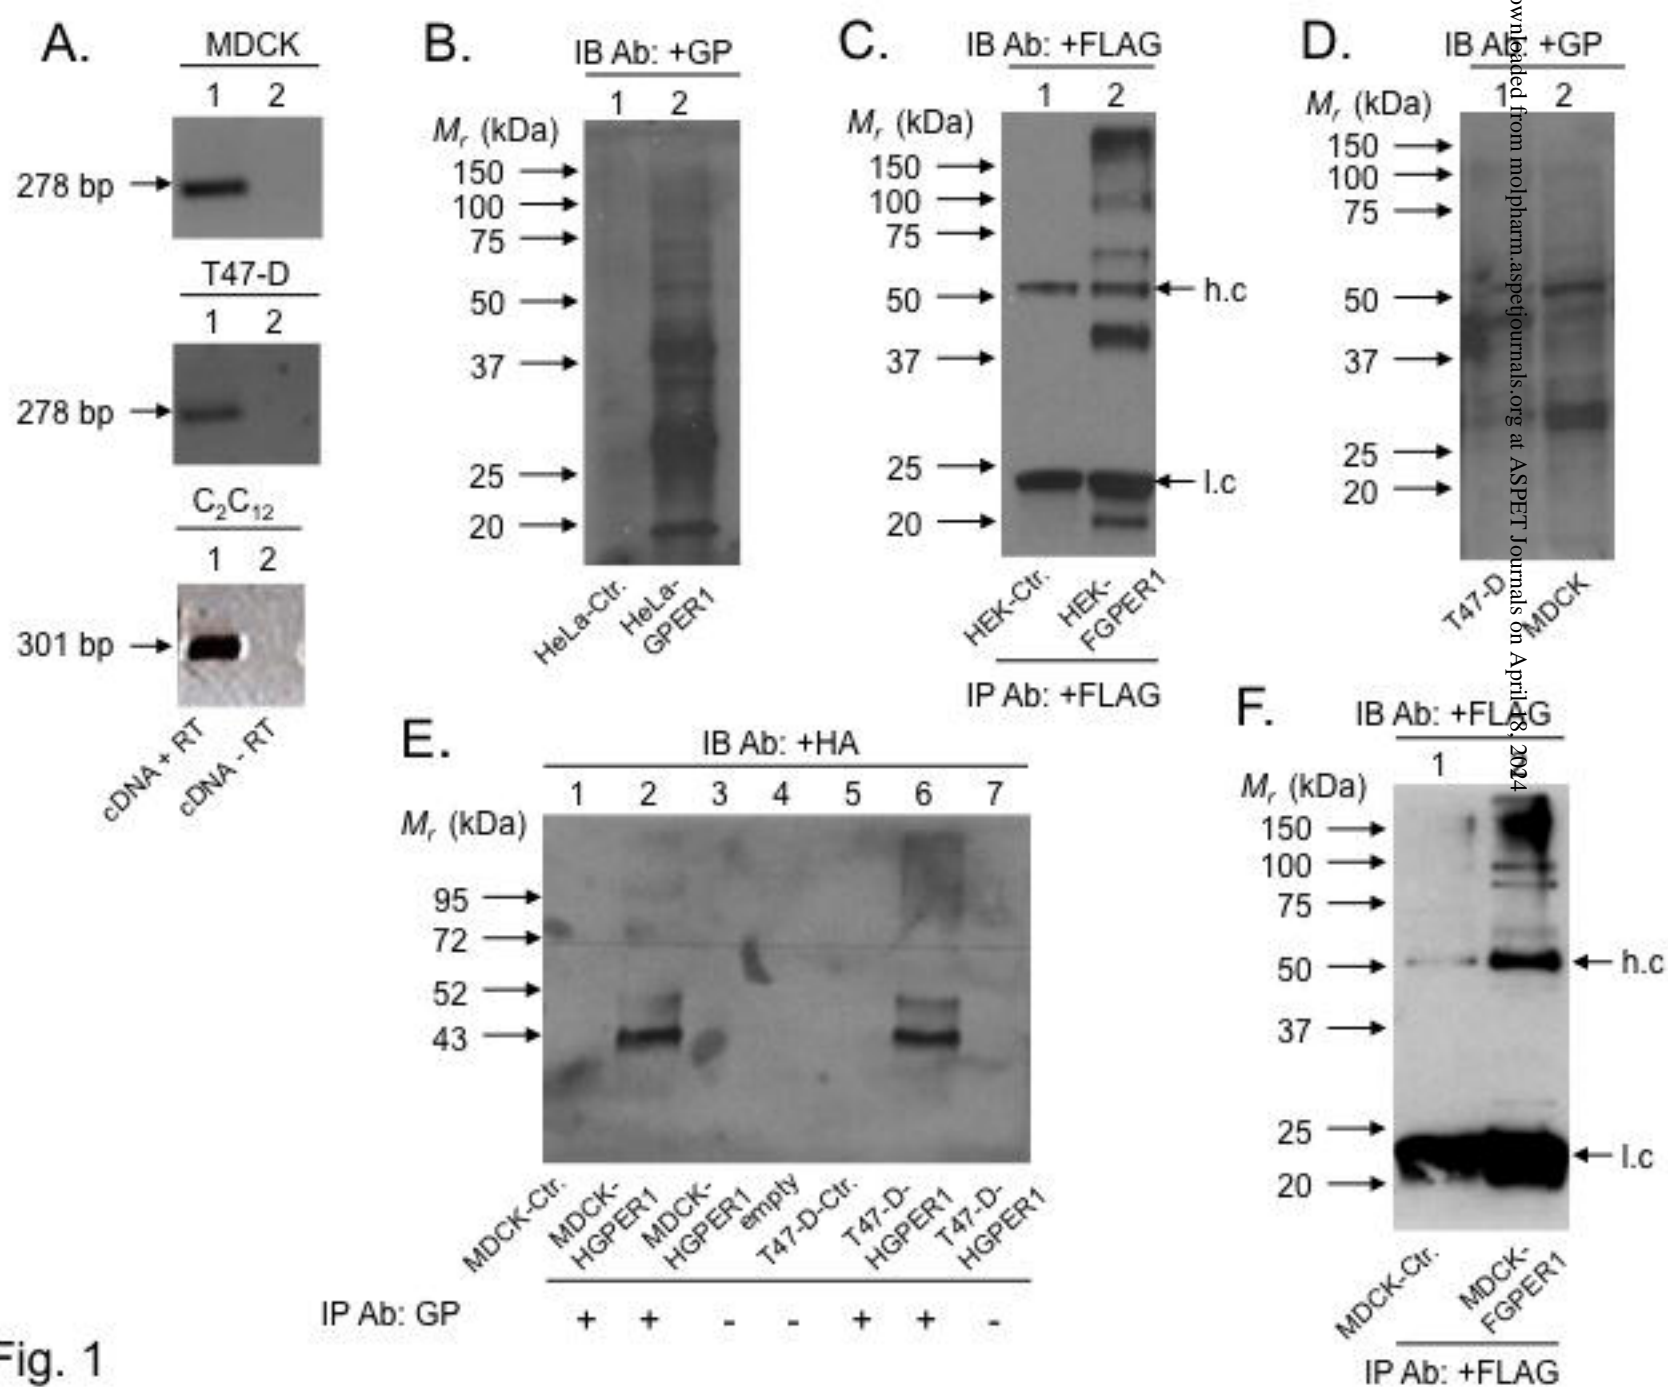 A.
MDCK
1 2
278 bp
T47-D
1 2
278 bp
C2C12
1 2
301 bp
cDNA + RT
cDNA - RT
B.
IB Ab: +GP
1 2
Mr (kDa)
150
100
75
50
37
25
20
HeLa-Ctr.
HeLa-
GPER1
C.
IB Ab: +FLAG
1 2
Mr (kDa)
150
100
75
50
37
25
20
h.c
l.c
HEK-Ctr.
HEK-
FGPER1
IP Ab: +FLAG
D.
IB Ab: +GP
1 2
Mr (kDa)
150
100
75
50
37
25
20
T47-D
MDCK
E.
IB Ab: +HA
1 2 3 4 5 6 7
Mr (kDa)
95
72
52
43
MDCK-Ctr.
MDCK-
HGPER1
MDCK-
HGPER1
empty
T47-D-Ctr.
T47-D-
HGPER1
T47-D-
HGPER1
IP Ab: GP + + - - + + -
F.
IB Ab: +FLAG
1
Mr (kDa)
150
100
75
50
37
25
20
h.c
l.c
MDCK-Ctr.
MDCK-
FGPER1
IP Ab: +FLAG
Fig. 1
ownloaded from molpharm.aspetjournals.org at ASPET Journals on April 18, 2024